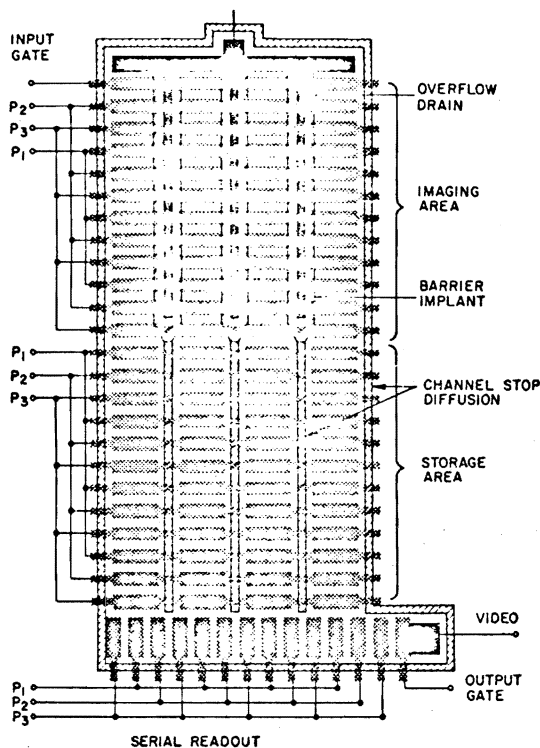 INPUT
GATE
P2
P3
P1
OVERFLOW
DRAIN
IMAGING
AREA
BARRIER
IMPLANT
P1
P2
P3
CHANNEL STOP
DIFFUSION
STORAGE
AREA
VIDEO
OUTPUT
GATE
P1
P2
P3
SERIAL READOUT